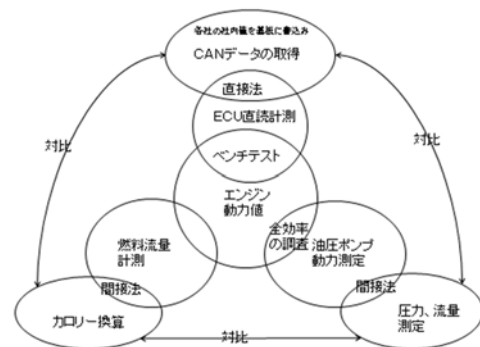 各社の社内値を基板に書込み
CANデータの取得
直接法
ECU直読計測
対比
対比
ベンチテスト
エンジン
動力値
全効率
の調査
燃料流量
計測
油圧ポンプ
動力測定
間接法
間接法
カロリー換算
圧力、流量
測定
対比